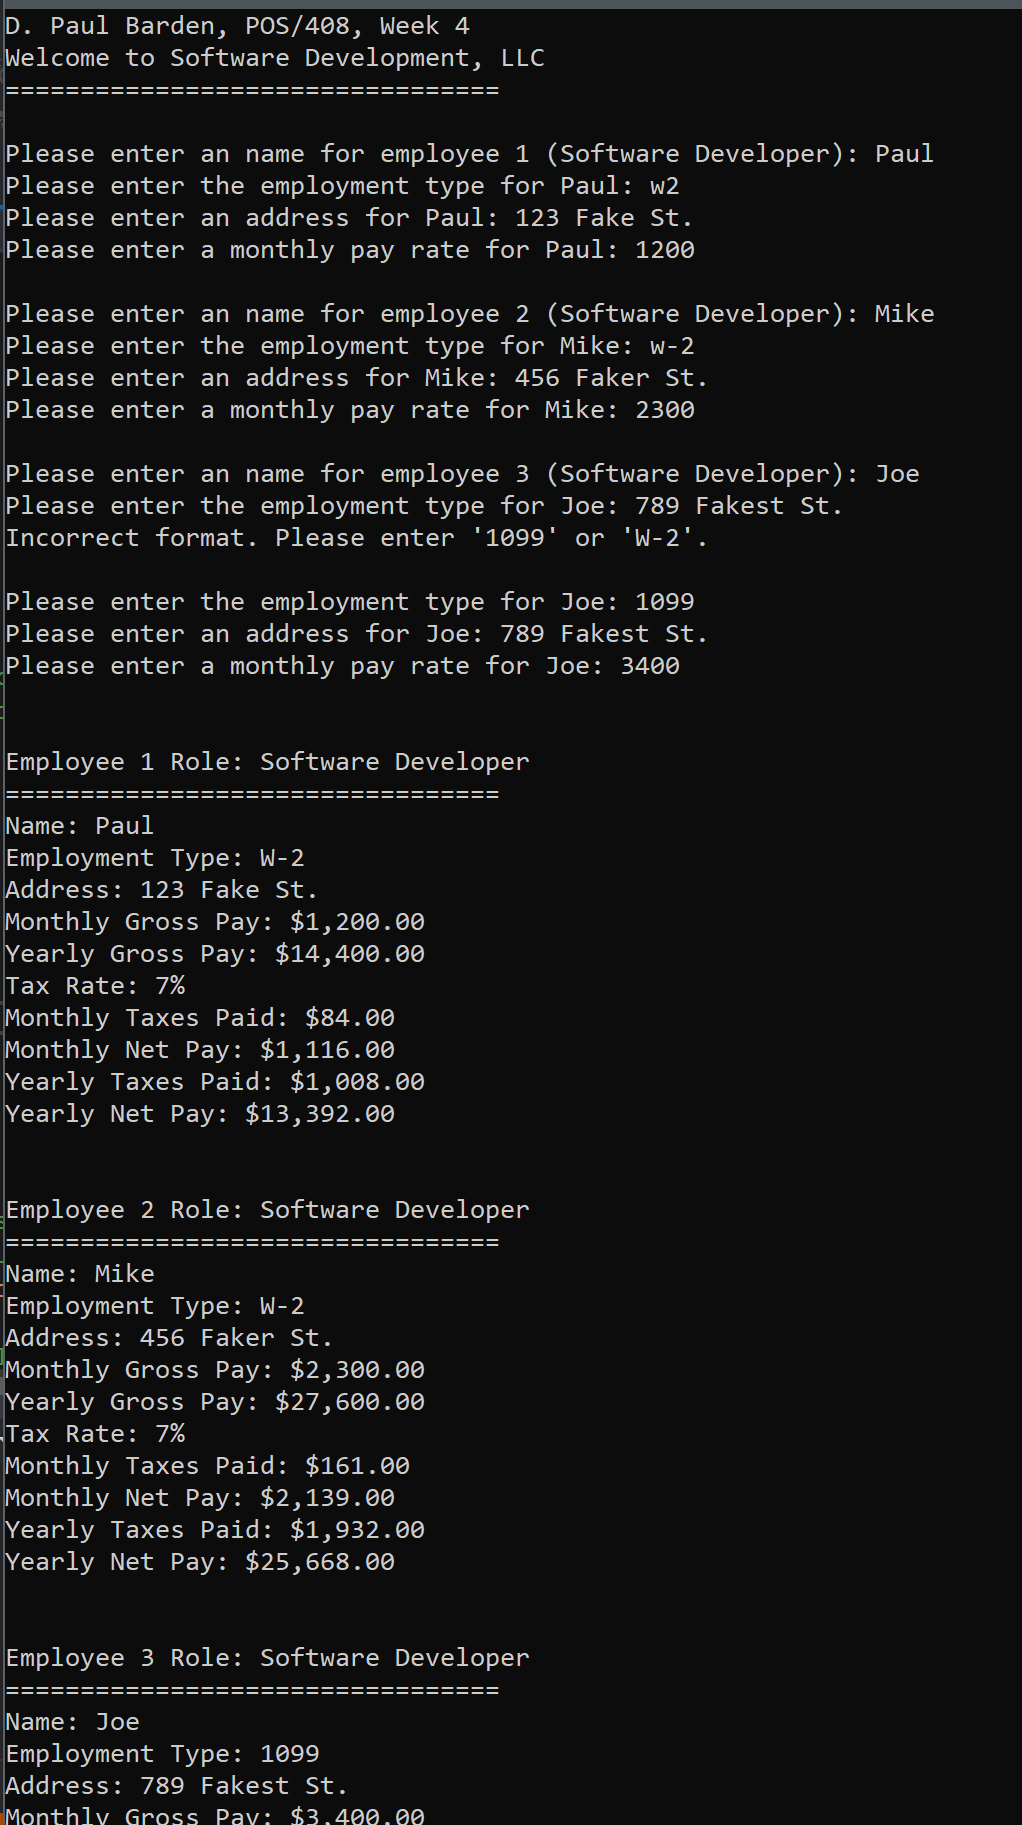 D. Paul Barden, POS/408, Week 4
Welcome to Software Development, LLC
=================================
Please enter an name for employee 1 (Software Developer): Paul
Please enter the employment type for Paul: w2
Please enter an address for Paul: 123 Fake St.
Please enter a monthly pay rate for Paul: 1200
Please enter an name for employee 2 (Software Developer): Mike
Please enter the employment type for Mike: w-2
Please enter an address for Mike: 456 Faker St.
Please enter a monthly pay rate for Mike: 2300
Please enter an name for employee 3 (Software Developer): Joe
Please enter the employment type for Joe: 789 Fakest St.
Incorrect format. Please enter '1099' or 'W-2'.
Please enter the employment type for Joe: 1099
Please enter an address for Joe: 789 Fakest St.
Please enter a monthly pay rate for Joe: 3400
Employee 1 Role: Software Developer
=================================
Name: Paul
Employment Type: W-2
Address: 123 Fake St.
Monthly Gross Pay: $1,200.00
Yearly Gross Pay: $14,400.00
Tax Rate: 7%
Monthly Taxes Paid: $84.00
Monthly Net Pay: $1,116.00
Yearly Taxes Paid: $1,008.00
Yearly Net Pay: $13,392.00
Employee 2 Role: Software Developer
=================================
Name: Mike
Employment Type: W-2
Address: 456 Faker St.
Monthly Gross Pay: $2,300.00
Yearly Gross Pay: $27,600.00
Tax Rate: 7%
Monthly Taxes Paid: $161.00
Monthly Net Pay: $2,139.00
Yearly Taxes Paid: $1,932.00
Yearly Net Pay: $25,668.00
Employee 3 Role: Software Developer
=================================
Name: Joe
Employment Type: 1099
Address: 789 Fakest St.
Monthly Gross Pay: $3,400.00